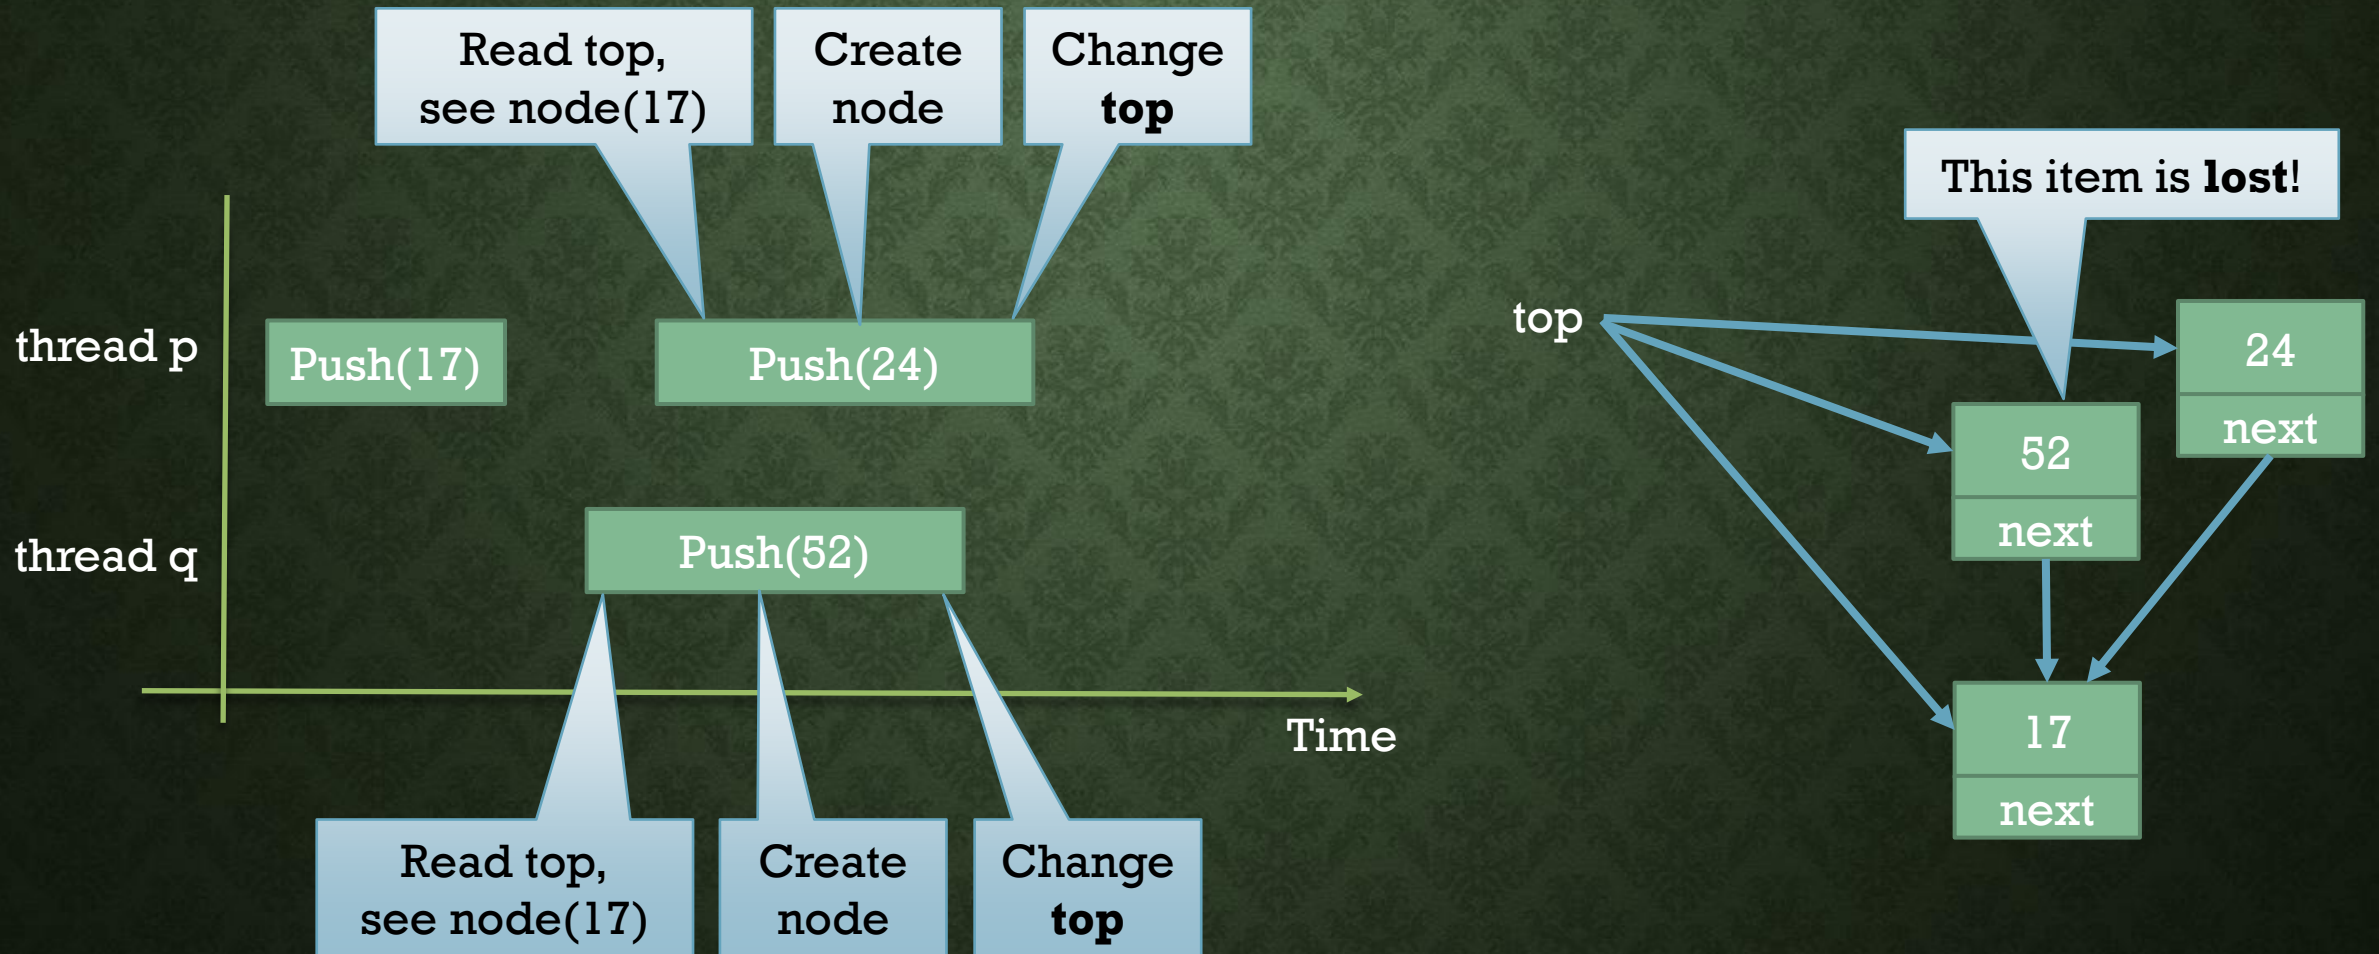 Read top,
see node(17)
Create
node
Change
top
thread p
Push(17)
Push(24)
thread q
Push(52)
Time
Read top,
see node(17)
Create
node
Change
top
This item is lost!
top
24
next
52
next
17
next